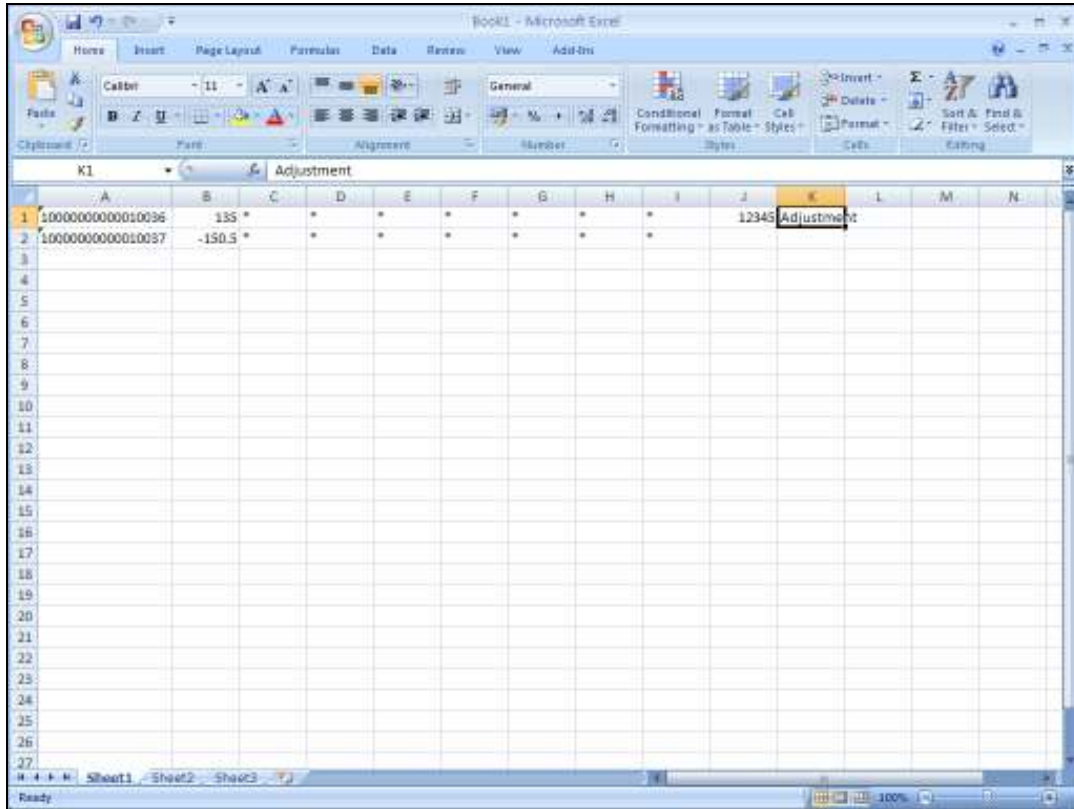 Book1 - Microsoft Excel
Home Insert Page Layout Formulas Data Review View Add-Ins
Paste
Calibri 11 A A
B I U A
General
% ,
Conditional Formatting
Format as Table
Cell Styles
Insert
Delete
Format
Σ
Sort & Filter
Find & Select
Clipboard Font Alignment Number Styles Cells Editing
K1 fx Adjustment
A B C D E F G H I J K L M N
1 10000000000010036 135 * * * * * * * 12345 Adjustment
2 10000000000010037 -150.5 * * * * * * *
3
4
5
6
7
8
9
10
11
12
13
14
15
16
17
18
19
20
21
22
23
24
25
26
27
Sheet1 Sheet2 Sheet3
Ready 100%